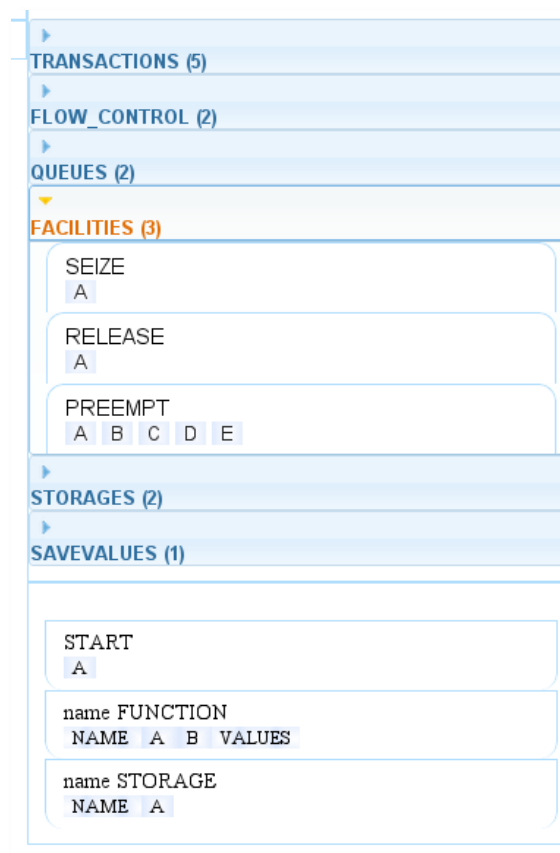 TRANSACTIONS (5)
FLOW_CONTROL (2)
QUEUES (2)
FACILITIES (3)
SEIZE
A
RELEASE
A
PREEMPT
A B C D E
STORAGES (2)
SAVEVALUES (1)
START
A
name FUNCTION
NAME A B VALUES
name STORAGE
NAME A